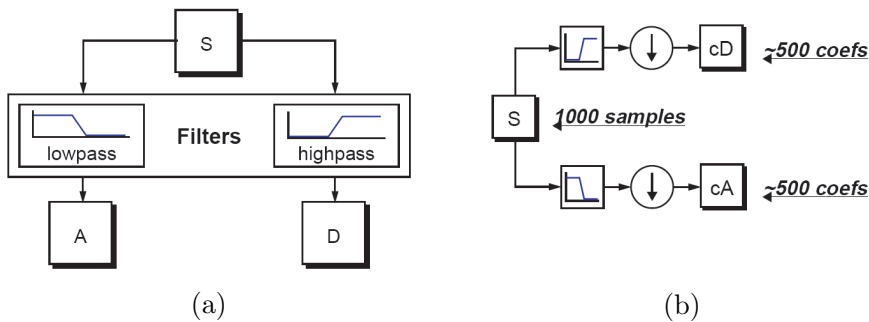 S
Filters
lowpass
highpass
A
D
(a)
cD
~500 coefs
S
1000 samples
cA
~500 coefs
(b)